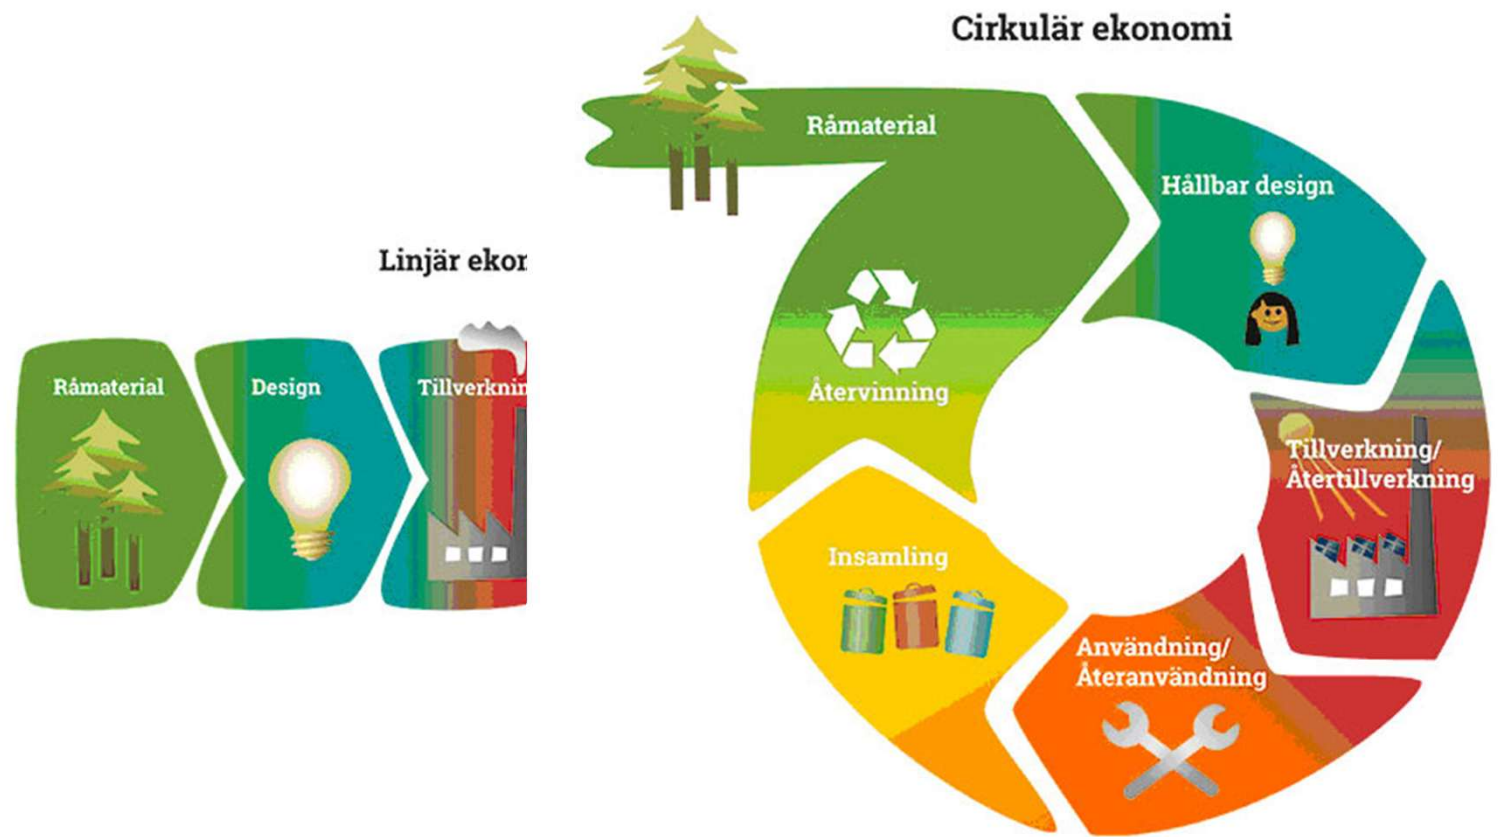 Cirkulär ekonomi
Råmaterial
Hållbar design
Tillverkning/
Återtillverkning
Användning/
Återanvändning
Insamling
Återvinning
Linjär ekon
Råmaterial
Design
Tillverknin